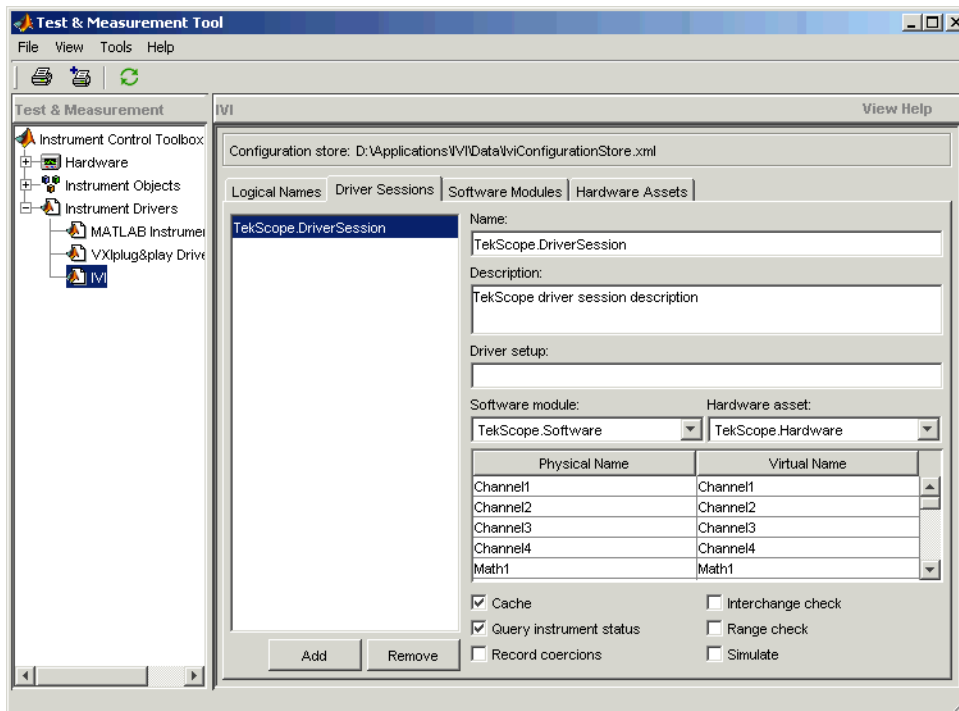 Test & Measurement Tool
File View Tools Help
Test & Measurement
IVI
View Help
Instrument Control Toolbox
Hardware
Instrument Objects
Instrument Drivers
MATLAB Instrumer
VXIplug&play Drive
IVI
Configuration store: D:\Applications\IVI\Data\IviConfigurationStore.xml
Logical Names
Driver Sessions
Software Modules
Hardware Assets
TekScope.DriverSession
Add
Remove
Name:
TekScope.DriverSession
Description:
TekScope driver session description
Driver setup:
Software module:
Hardware asset:
TekScope.Software
TekScope.Hardware
Physical Name
Virtual Name
Channel1
Channel1
Channel2
Channel2
Channel3
Channel3
Channel4
Channel4
Math1
Math1
Cache
Interchange check
Query instrument status
Range check
Record coercions
Simulate